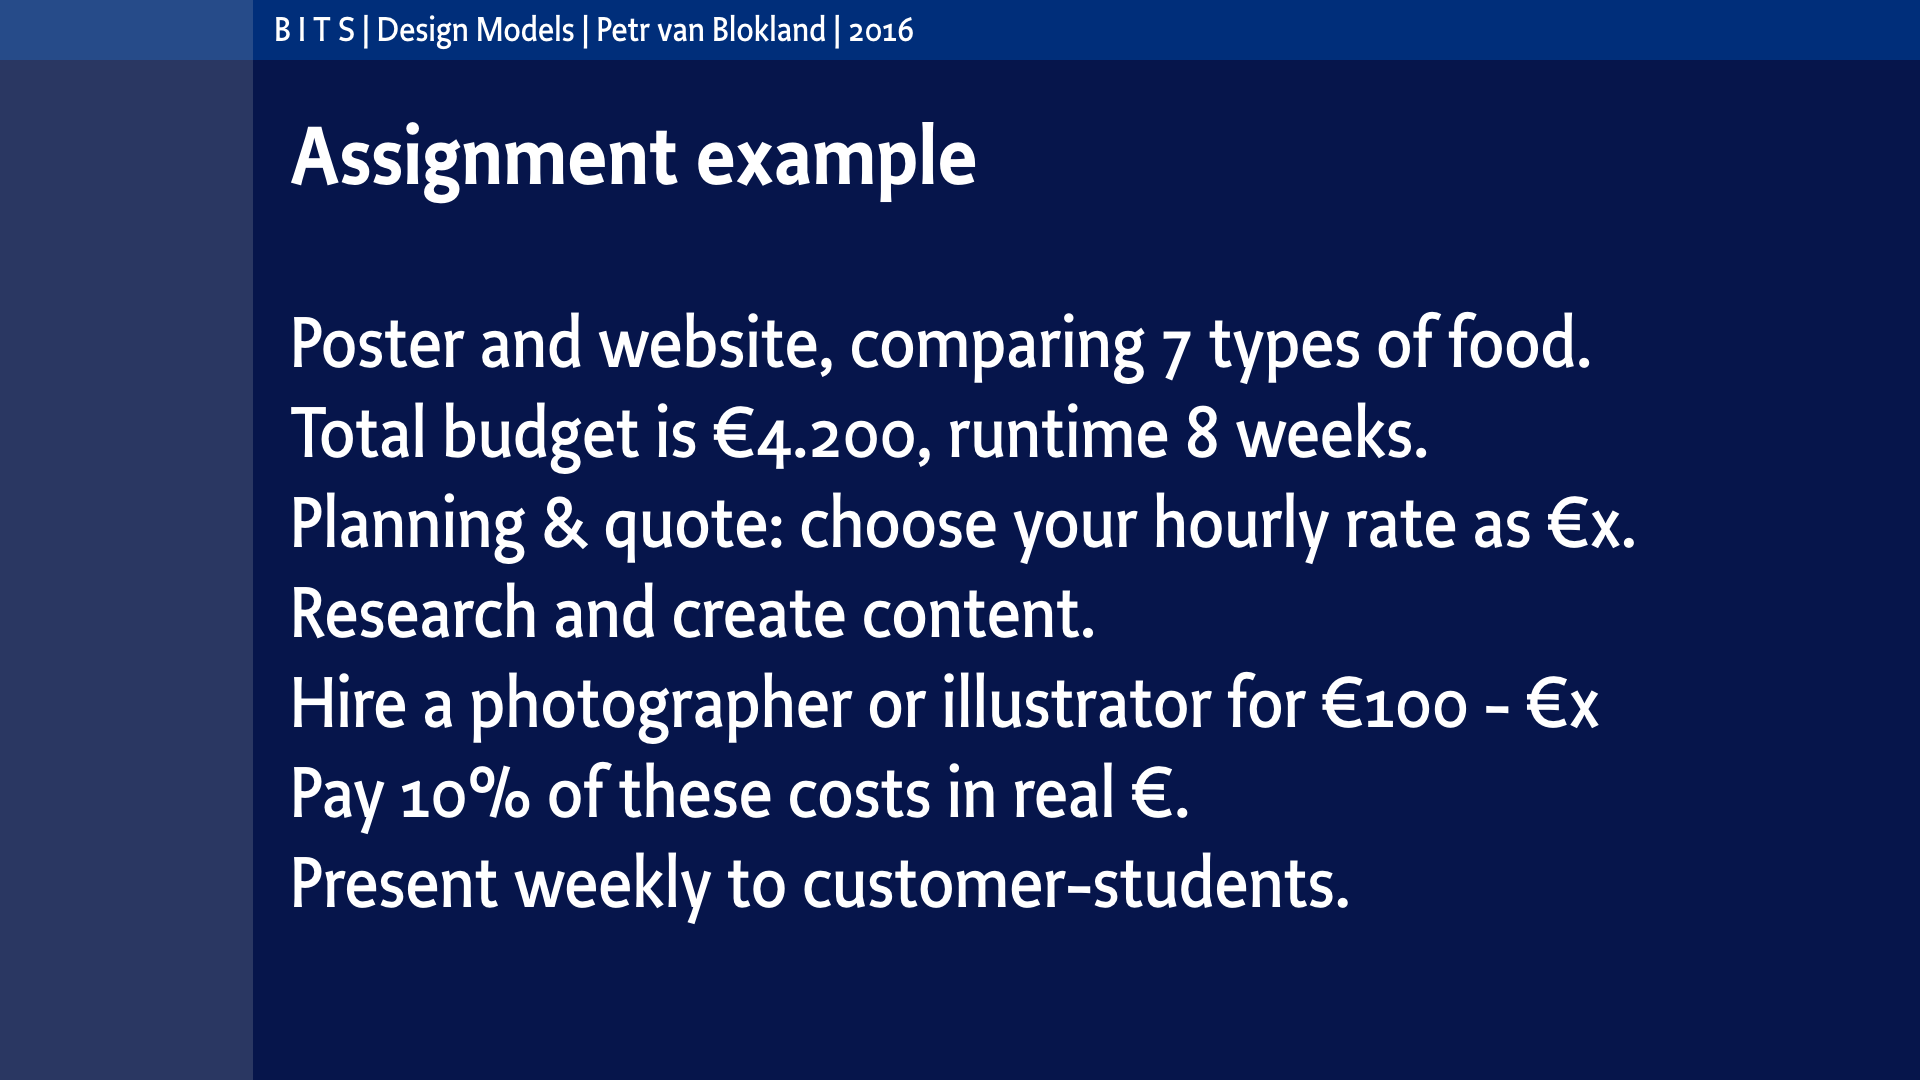 B I T S | Design Models | Petr van Blokland | 2016
Assignment example
Poster and website, comparing 7 types of food.
Total budget is €4.200, runtime 8 weeks.
Planning & quote: choose your hourly rate as €x.
Research and create content.
Hire a photographer or illustrator for €100 – €x
Pay 10% of these costs in real €.
Present weekly to customer-students.